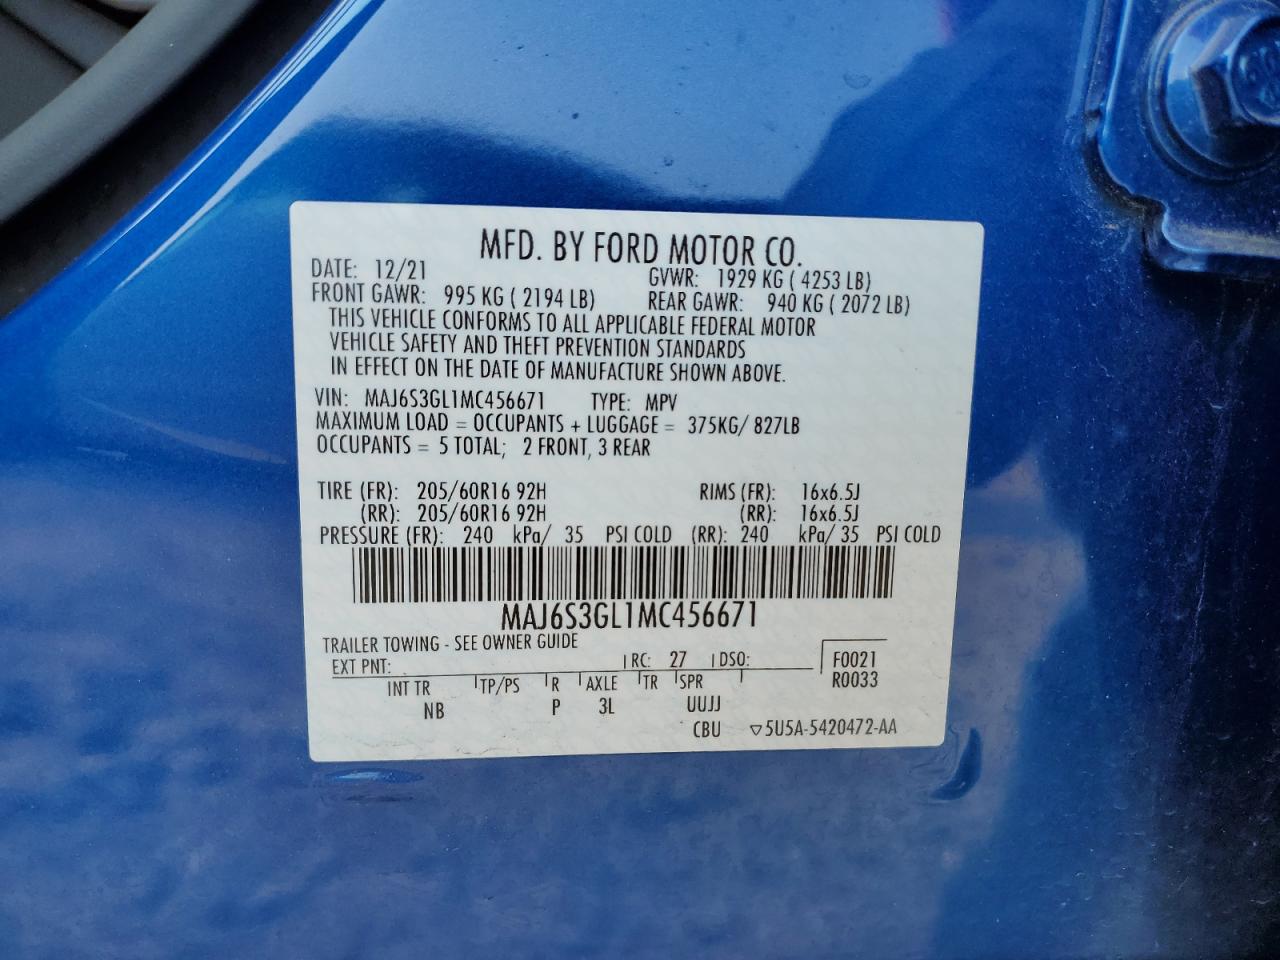 MFD. BY FORD MOTOR CO.
DATE: 12/21 GVWR: 1929 KG ( 4253 LB)
FRONT GAWR: 995 KG ( 2194 LB) REAR GAWR: 940 KG ( 2072 LB)
THIS VEHICLE CONFORMS TO ALL APPLICABLE FEDERAL MOTOR
VEHICLE SAFETY AND THEFT PREVENTION STANDARDS
IN EFFECT ON THE DATE OF MANUFACTURE SHOWN ABOVE.
VIN: MAJ6S3GL1MC456671 TYPE: MPV
MAXIMUM LOAD = OCCUPANTS + LUGGAGE = 375KG/ 827LB
OCCUPANTS = 5 TOTAL; 2 FRONT, 3 REAR
TIRE (FR): 205/60R16 92H RIMS (FR): 16x6.5J
(RR): 205/60R16 92H (RR): 16x6.5J
PRESSURE (FR): 240 kPa/ 35 PSI COLD (RR): 240 kPa/ 35 PSI COLD
MAJ6S3GL1MC456671
TRAILER TOWING - SEE OWNER GUIDE
EXT PNT: RC: 27 DSO: F0021
INT TR TP/PS R AXLE TR SPR R0033
NB P 3L UUJJ
CBU ▽5U5A-5420472-AA